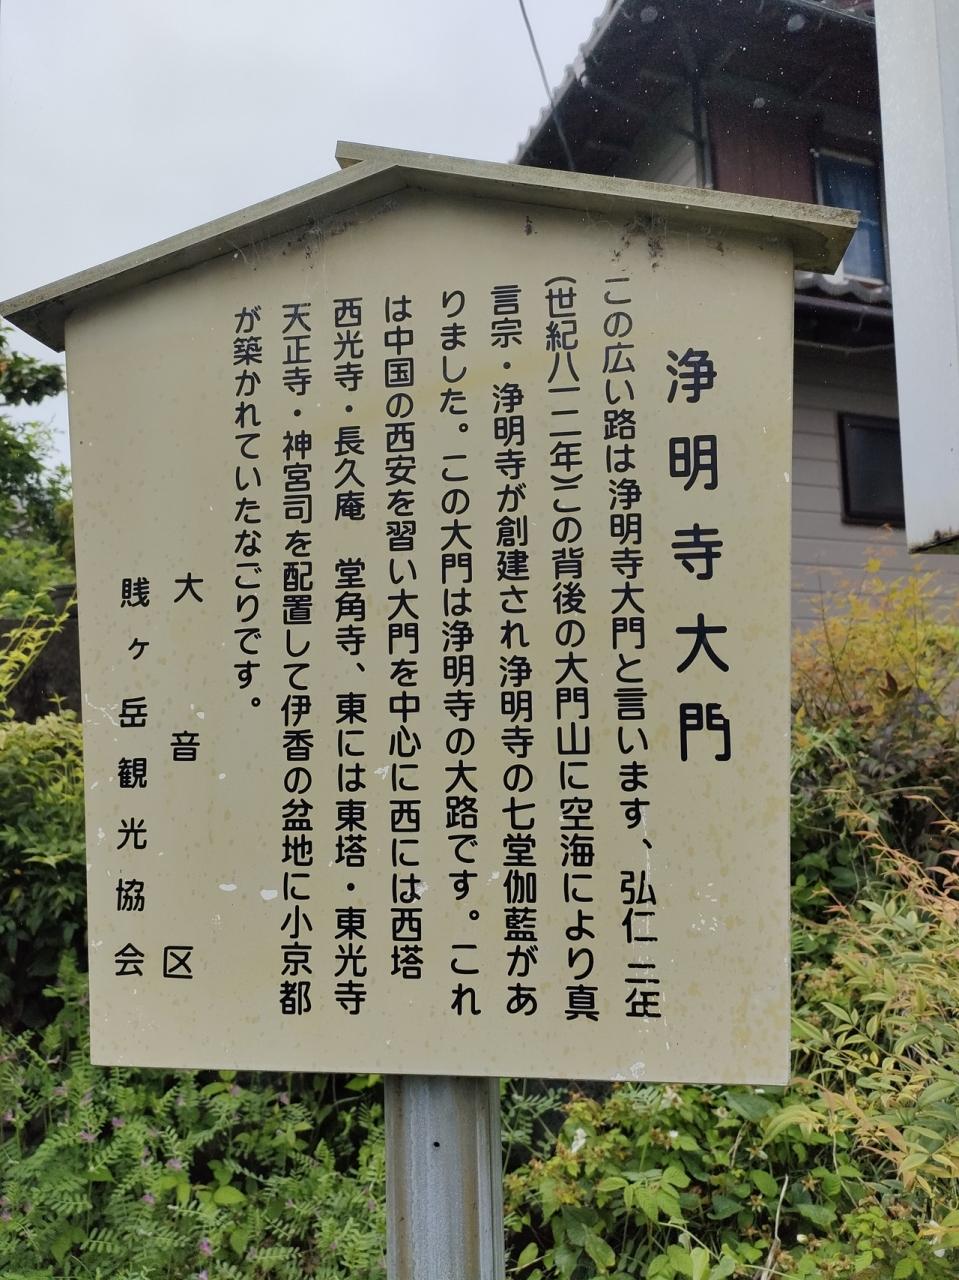 浄明寺大門
この広い路は浄明寺大門と言います、弘仁三年
(世紀八一二年)この背後の大門山に空海により真
言宗・浄明寺が創建され浄明寺の七堂伽藍があ
りました。この大門は浄明寺の大路です。これ
は中国の西安を習い大門を中心に西には西塔
西光寺・長久庵　堂角寺、東には東塔・東光寺
天正寺・神宮司を配置して伊香の盆地に小京都
が築かれていたなごりです。
大音区
賤ヶ岳観光協会